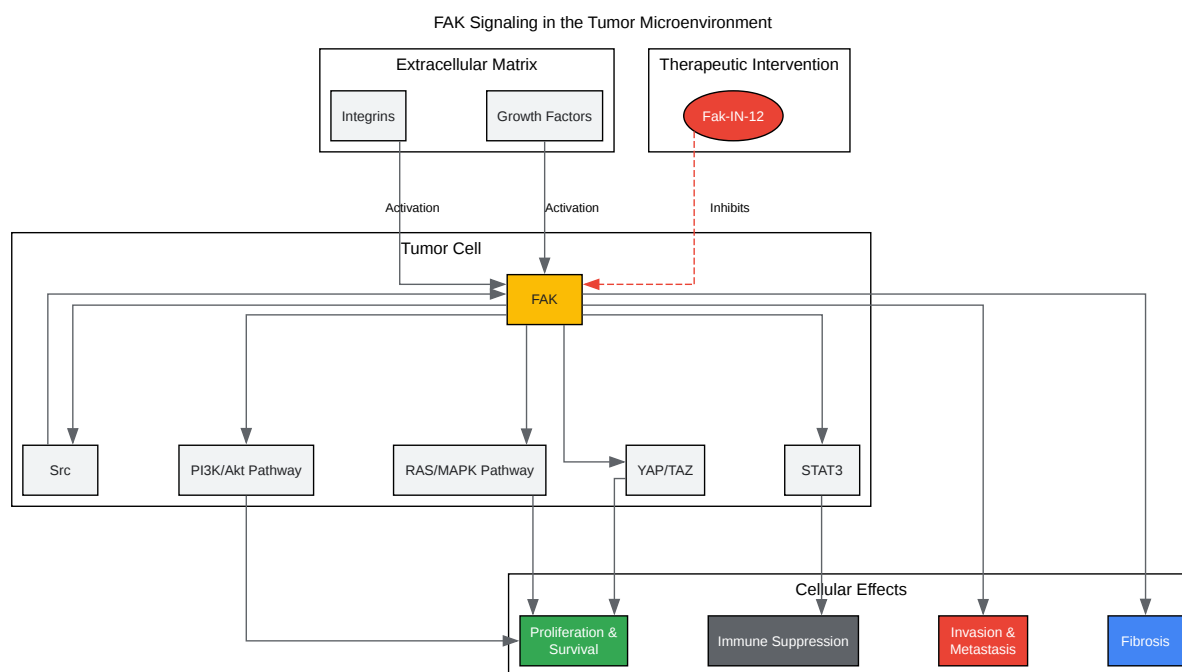 FAK Signaling in the Tumor Microenvironment
Extracellular Matrix
Therapeutic Intervention
Integrins
Growth Factors
Fak-IN-12
Activation
Activation
Inhibits
Tumor Cell
FAK
Src
PI3K/Akt Pathway
RAS/MAPK Pathway
YAP/TAZ
STAT3
Cellular Effects
Proliferation &
Survival
Immune Suppression
Invasion &
Metastasis
Fibrosis